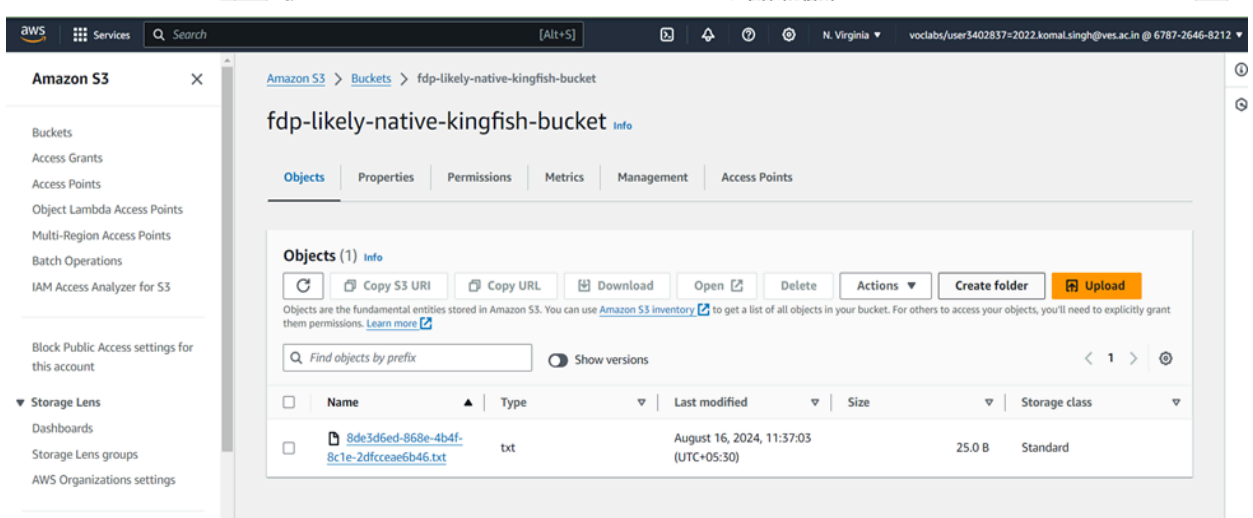 aws Services Search [Alt+S] N. Virginia ▼ voclabs/user3402837=2022.komal.singh@ves.ac.in @ 6787-2646-8212 ▼
Amazon S3
Amazon S3 > Buckets > fdp-likely-native-kingfish-bucket
fdp-likely-native-kingfish-bucket Info
Buckets
Access Grants
Access Points
Object Lambda Access Points
Multi-Region Access Points
Batch Operations
IAM Access Analyzer for S3
Block Public Access settings for
this account
Storage Lens
Dashboards
Storage Lens groups
AWS Organizations settings
Objects Properties Permissions Metrics Management Access Points
Objects (1) Info
Copy S3 URI Copy URL Download Open Delete Actions ▼ Create folder Upload
Objects are the fundamental entities stored in Amazon S3. You can use Amazon S3 inventory to get a list of all objects in your bucket. For others to access your objects, you'll need to explicitly grant
them permissions. Learn more
Find objects by prefix Show versions < 1 >
Name Type Last modified Size Storage class
8de3d6ed-868e-4b4f- txt August 16, 2024, 11:37:03 25.0 B Standard
8c1e-2dfcceae6b46.txt (UTC+05:30)